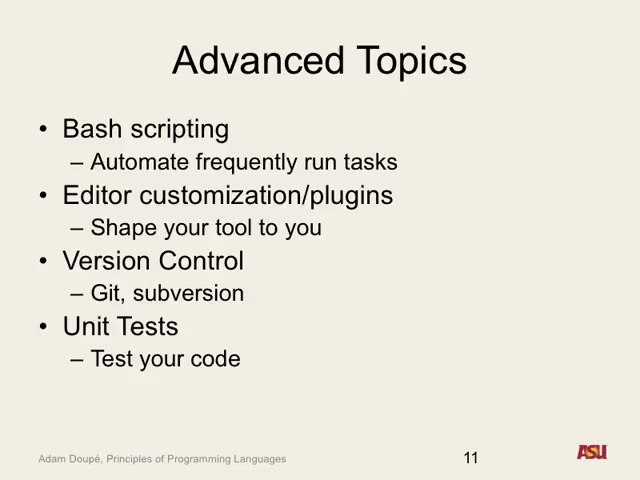 Advanced Topics
• Bash scripting
– Automate frequently run tasks
• Editor customization/plugins
– Shape your tool to you
• Version Control
– Git, subversion
• Unit Tests
– Test your code
Adam Doupé, Principles of Programming Languages
11
ASU